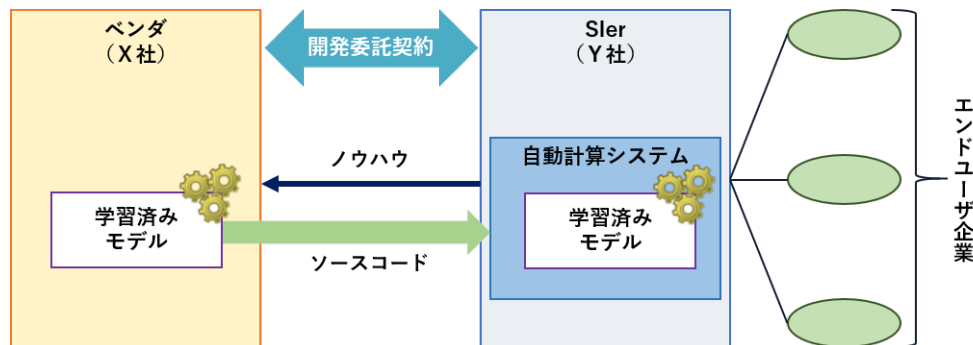 ベンダ
（X社）
開発委託契約
SIer
（Y社）
ノウハウ
学習済み
モデル
ソースコード
自動計算システム
学習済み
モデル
エンドユーザ企業